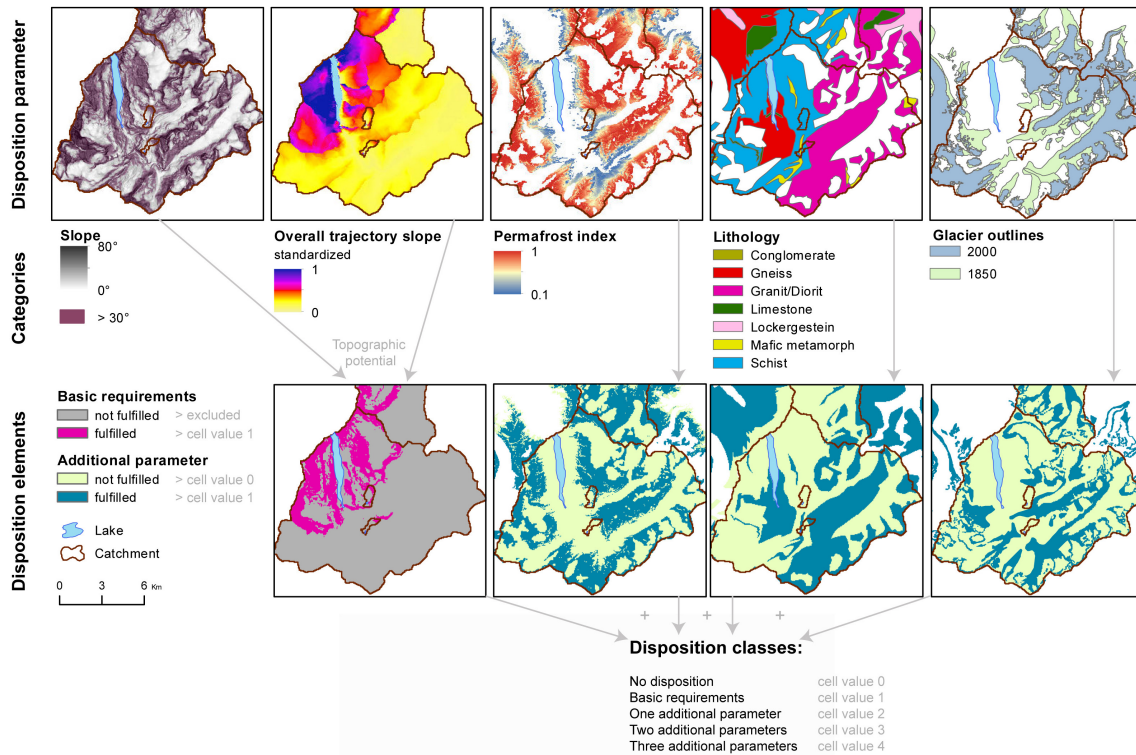 Disposition parameter
Categories
Disposition elements
Slope
80°
0°
> 30°
Overall trajectory slope
standardized
1
0
Permafrost index
1
0.1
Lithology
Conglomerate
Gneiss
Granit/Diorit
Limestone
Lockergestein
Mafic metamorph
Schist
Glacier outlines
2000
1850
Topographic
potential
Basic requirements
not fulfilled > excluded
fulfilled > cell value 1
Additional parameter
not fulfilled > cell value 0
fulfilled > cell value 1
Lake
Catchment
0 3 6 Km
+ + +
Disposition classes:
No disposition cell value 0
Basic requirements cell value 1
One additional parameter cell value 2
Two additional parameters cell value 3
Three additional parameters cell value 4